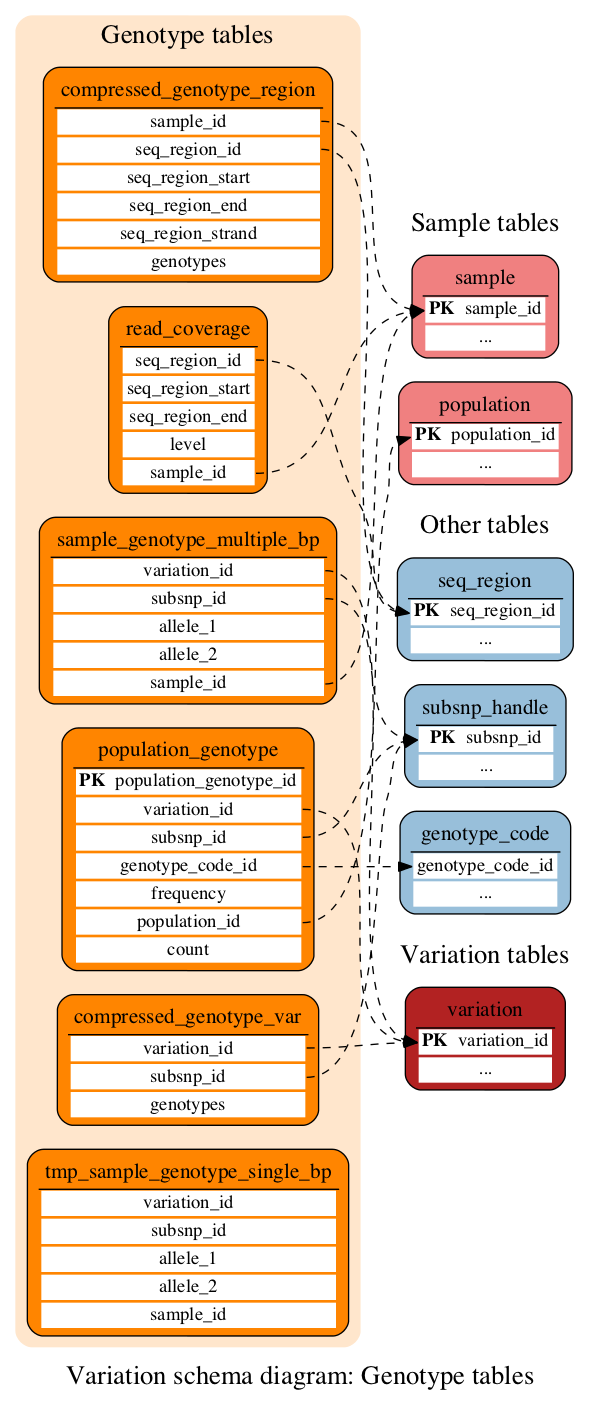 Genotype tables
compressed_genotype_region
sample_id
seq_region_id
seq_region_start
seq_region_end
seq_region_strand
genotypes
read_coverage
seq_region_id
seq_region_start
seq_region_end
level
sample_id
sample_genotype_multiple_bp
variation_id
subsnp_id
allele_1
allele_2
sample_id
population_genotype
PK population_genotype_id
variation_id
subsnp_id
genotype_code_id
frequency
population_id
count
compressed_genotype_var
variation_id
subsnp_id
genotypes
tmp_sample_genotype_single_bp
variation_id
subsnp_id
allele_1
allele_2
sample_id
Sample tables
sample
PK sample_id
...
population
PK population_id
...
Other tables
seq_region
PK seq_region_id
...
subsnp_handle
PK subsnp_id
...
genotype_code
genotype_code_id
...
Variation tables
variation
PK variation_id
...
Variation schema diagram: Genotype tables